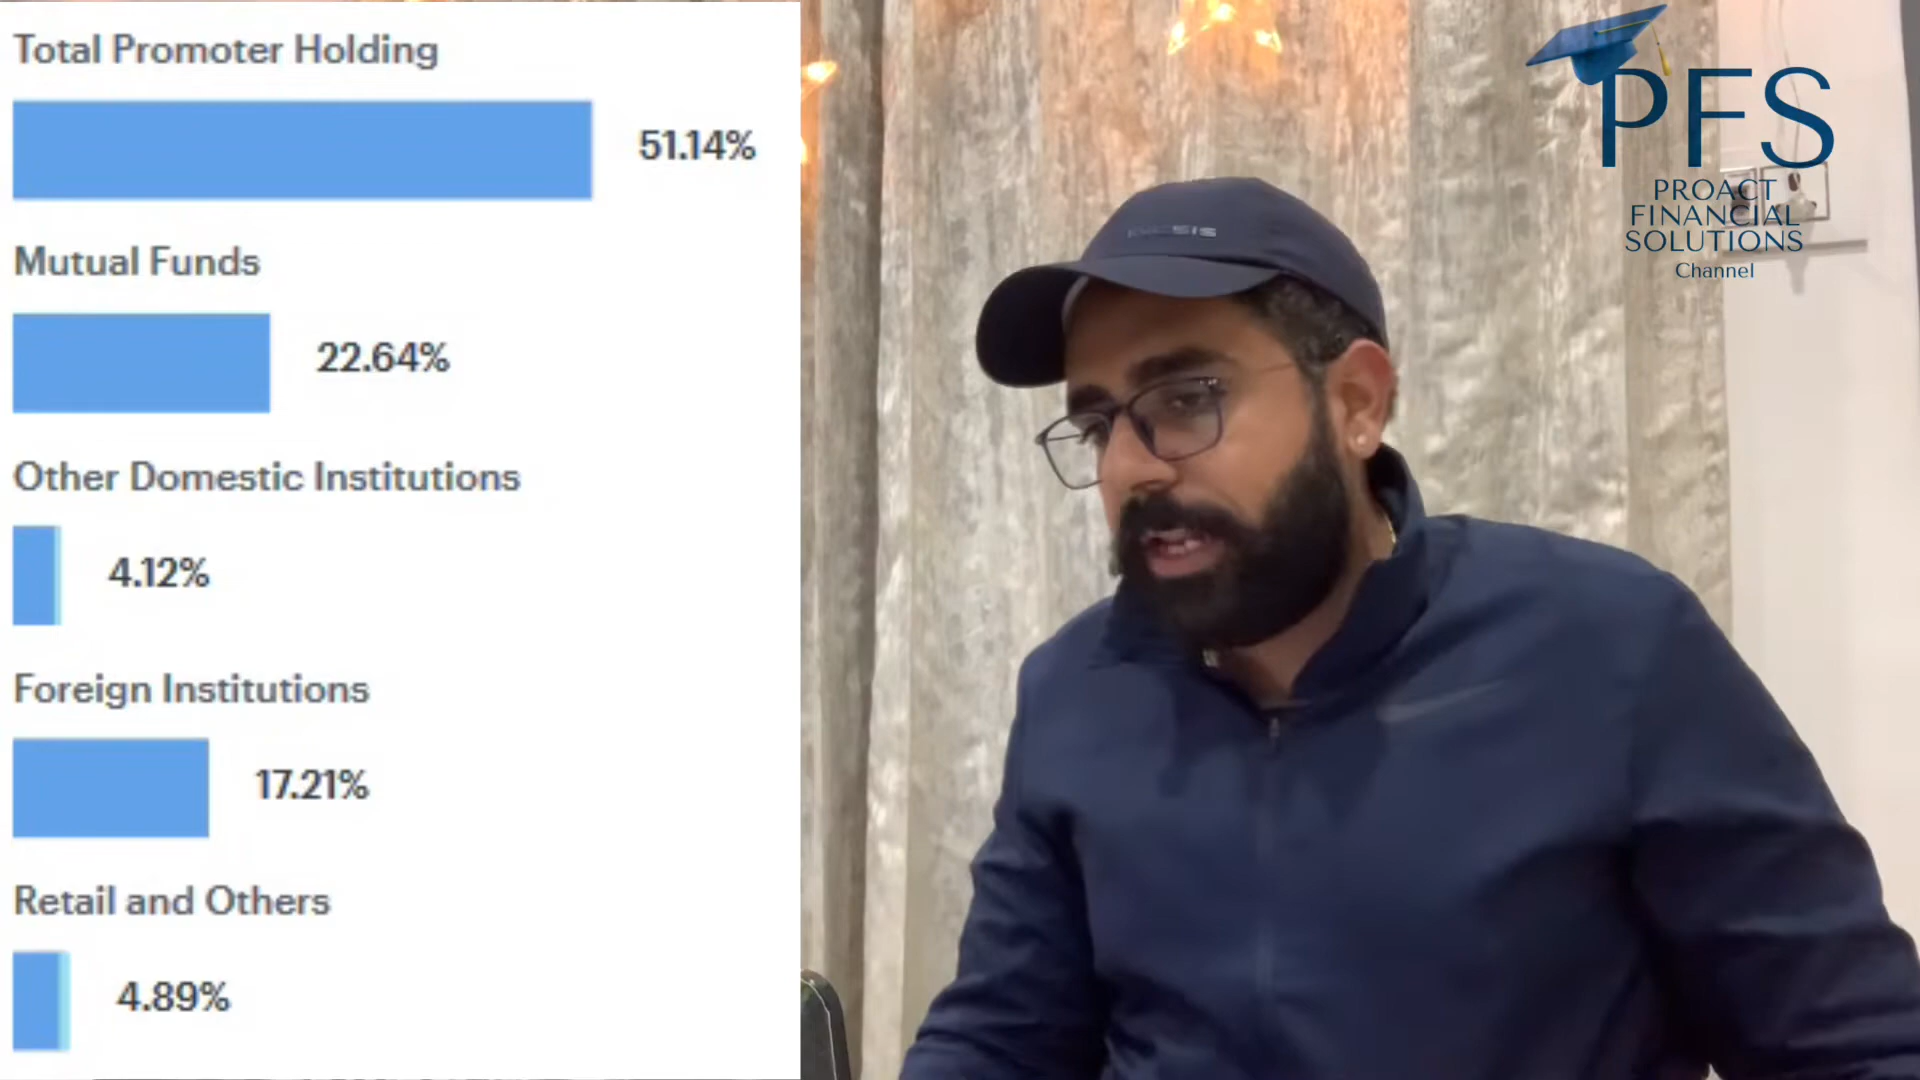 Total Promoter Holding
51.14%
Mutual Funds
22.64%
Other Domestic Institutions
4.12%
Foreign Institutions
17.21%
Retail and Others
4.89%
PFS
PROACT
FINANCIAL
SOLUTIONS
Channel